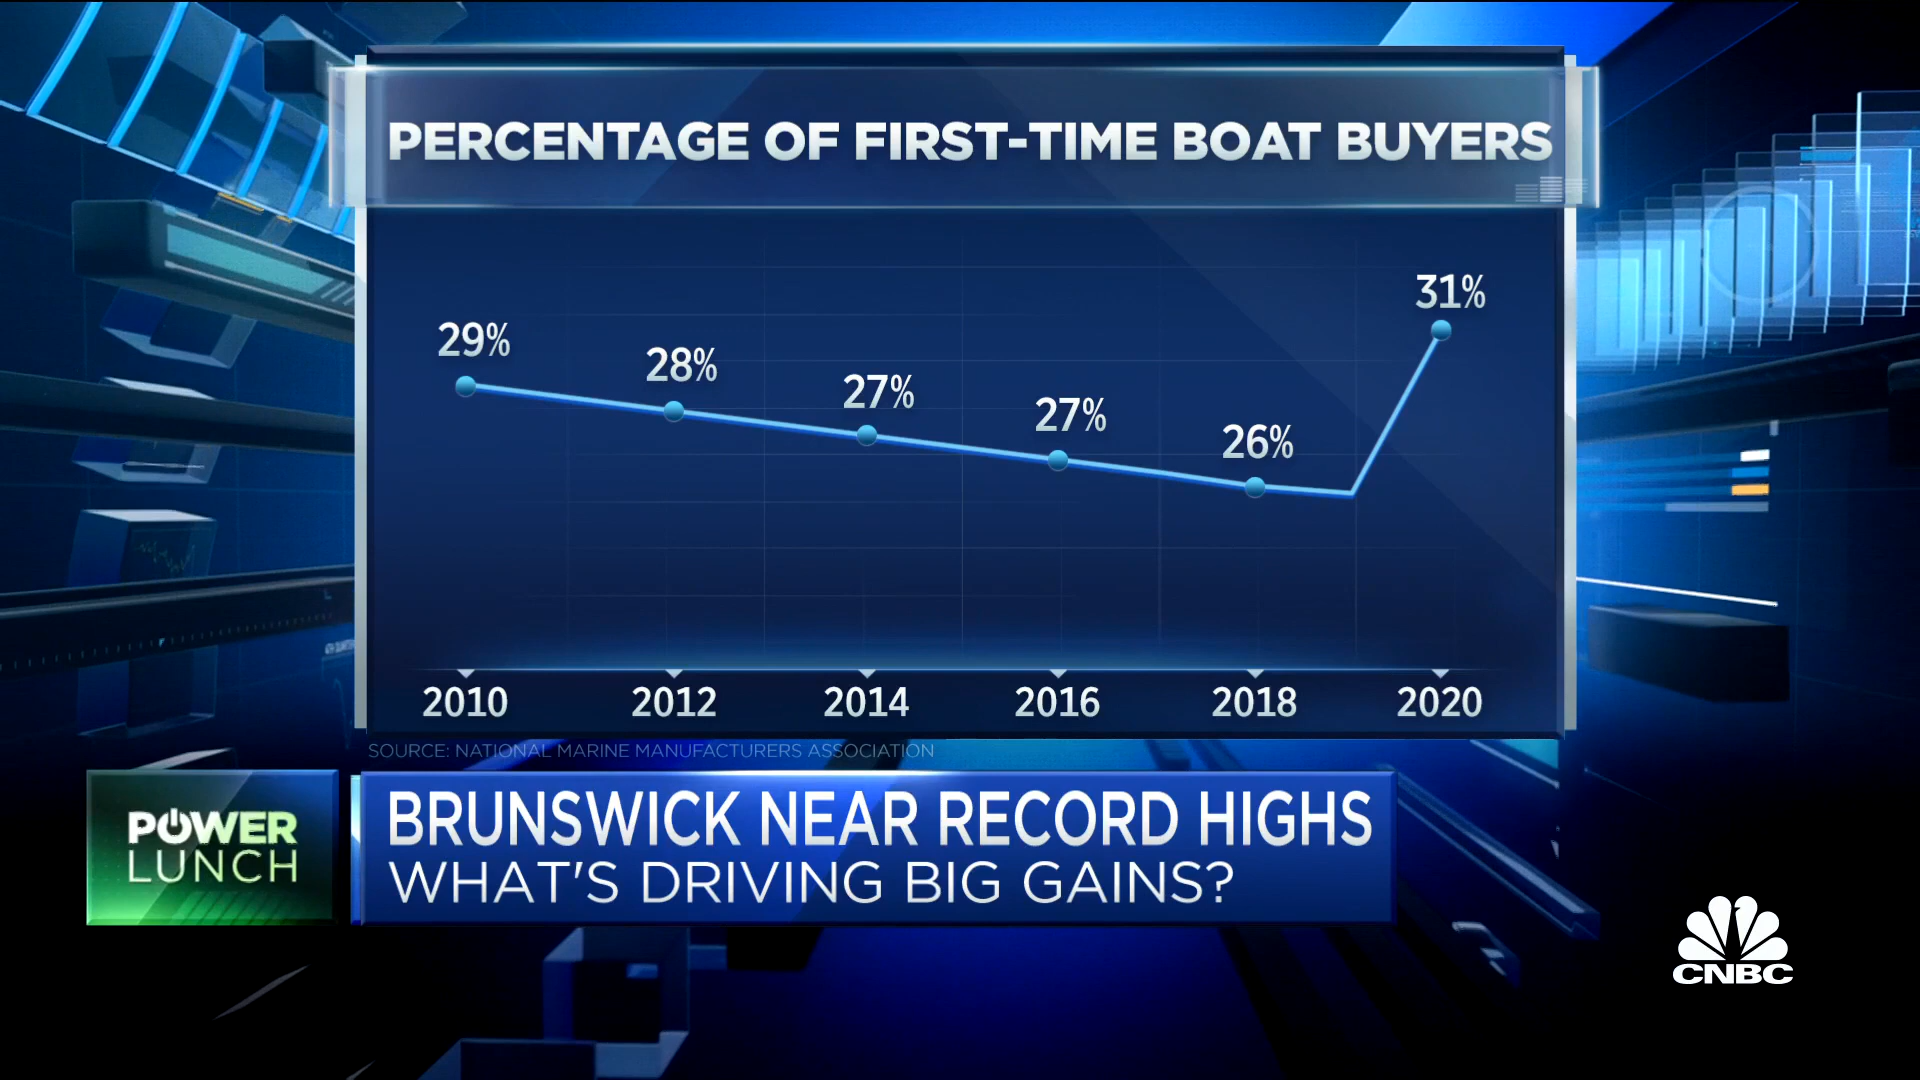 PERCENTAGE OF FIRST-TIME BOAT BUYERS
29%
28%
27%
27%
26%
31%
2010
2012
2014
2016
2018
2020
SOURCE: NATIONAL MARINE MANUFACTURERS ASSOCIATION
POWER
LUNCH
BRUNSWICK NEAR RECORD HIGHS
WHAT'S DRIVING BIG GAINS?
CNBC